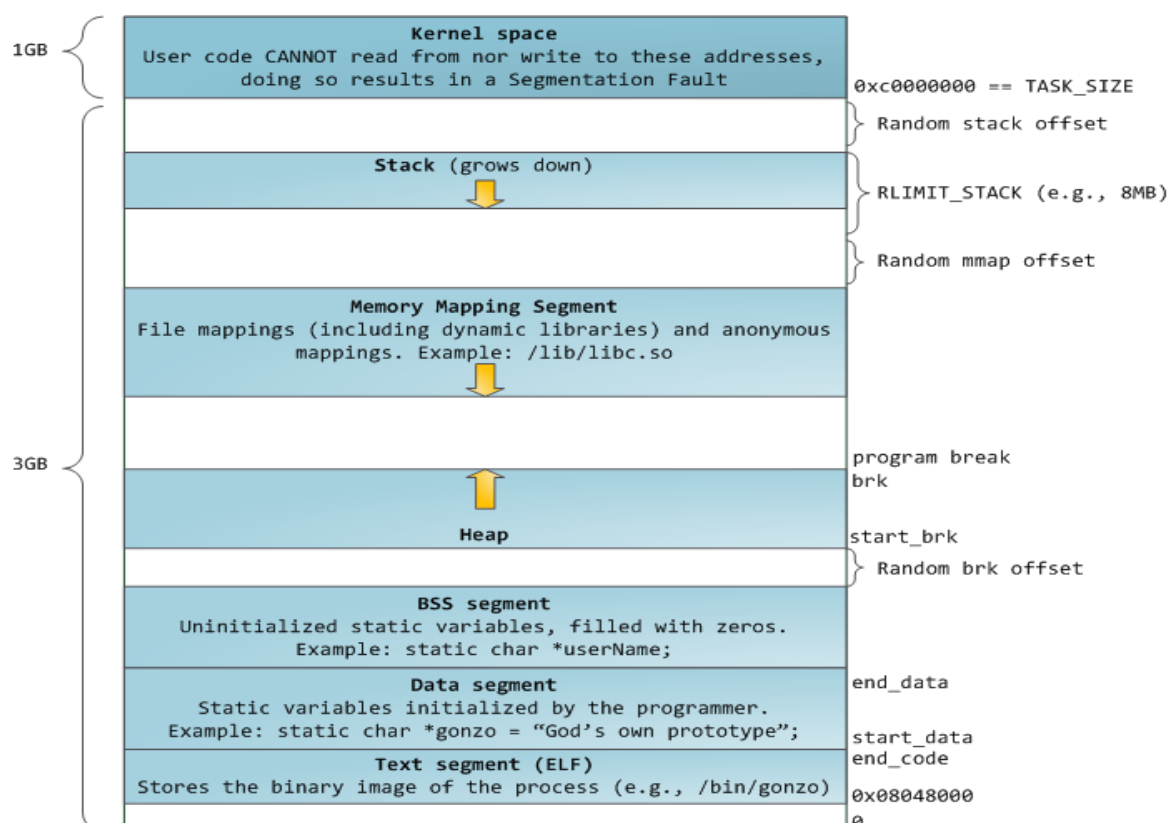 Kernel space
1GB
User code CANNOT read from nor write to these addresses,
doing so results in a Segmentation Fault
0xc0000000 == TASK_SIZE
Random stack offset
Stack (grows down)
RLIMIT_STACK (e.g., 8MB)
Random mmap offset
Memory Mapping Segment
File mappings (including dynamic libraries) and anonymous
mappings. Example: /lib/libc.so
3GB
program break
brk
Heap
start_brk
Random brk offset
BSS segment
Uninitialized static variables, filled with zeros.
Example: static char *userName;
Data segment
end_data
Static variables initialized by the programmer.
Example: static char *gonzo = “God’s own prototype”;
start_data
Text segment (ELF)
end_code
Stores the binary image of the process (e.g., /bin/gonzo)
0x08048000
0